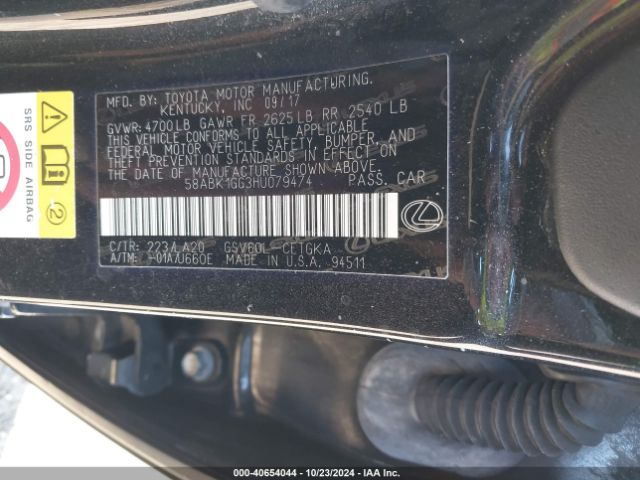 MFD. BY: TOYOTA MOTOR MANUFACTURING,
KENTUCKY, INC 09/17
GVWR: 4700LB GAWR FR 2625LB RR 2540 LB
THIS VEHICLE CONFORMS TO ALL APPLICABLE
FEDERAL MOTOR VEHICLE SAFETY, BUMPER, AND
THEFT PREVENTION STANDARDS IN EFFECT ON
THE DATE OF MANUFACTURE SHOWN ABOVE.
58ABK1GG3HU079474 PASS. CAR
C/TR: 223/LA20 GSV60L-CETGKA
A/TM: -01A/U660E MADE IN U.S.A. 94511
SRS SIDE AIRBAG
2
000-40654044 | 10/23/2024 | Copart, IAA Inc.